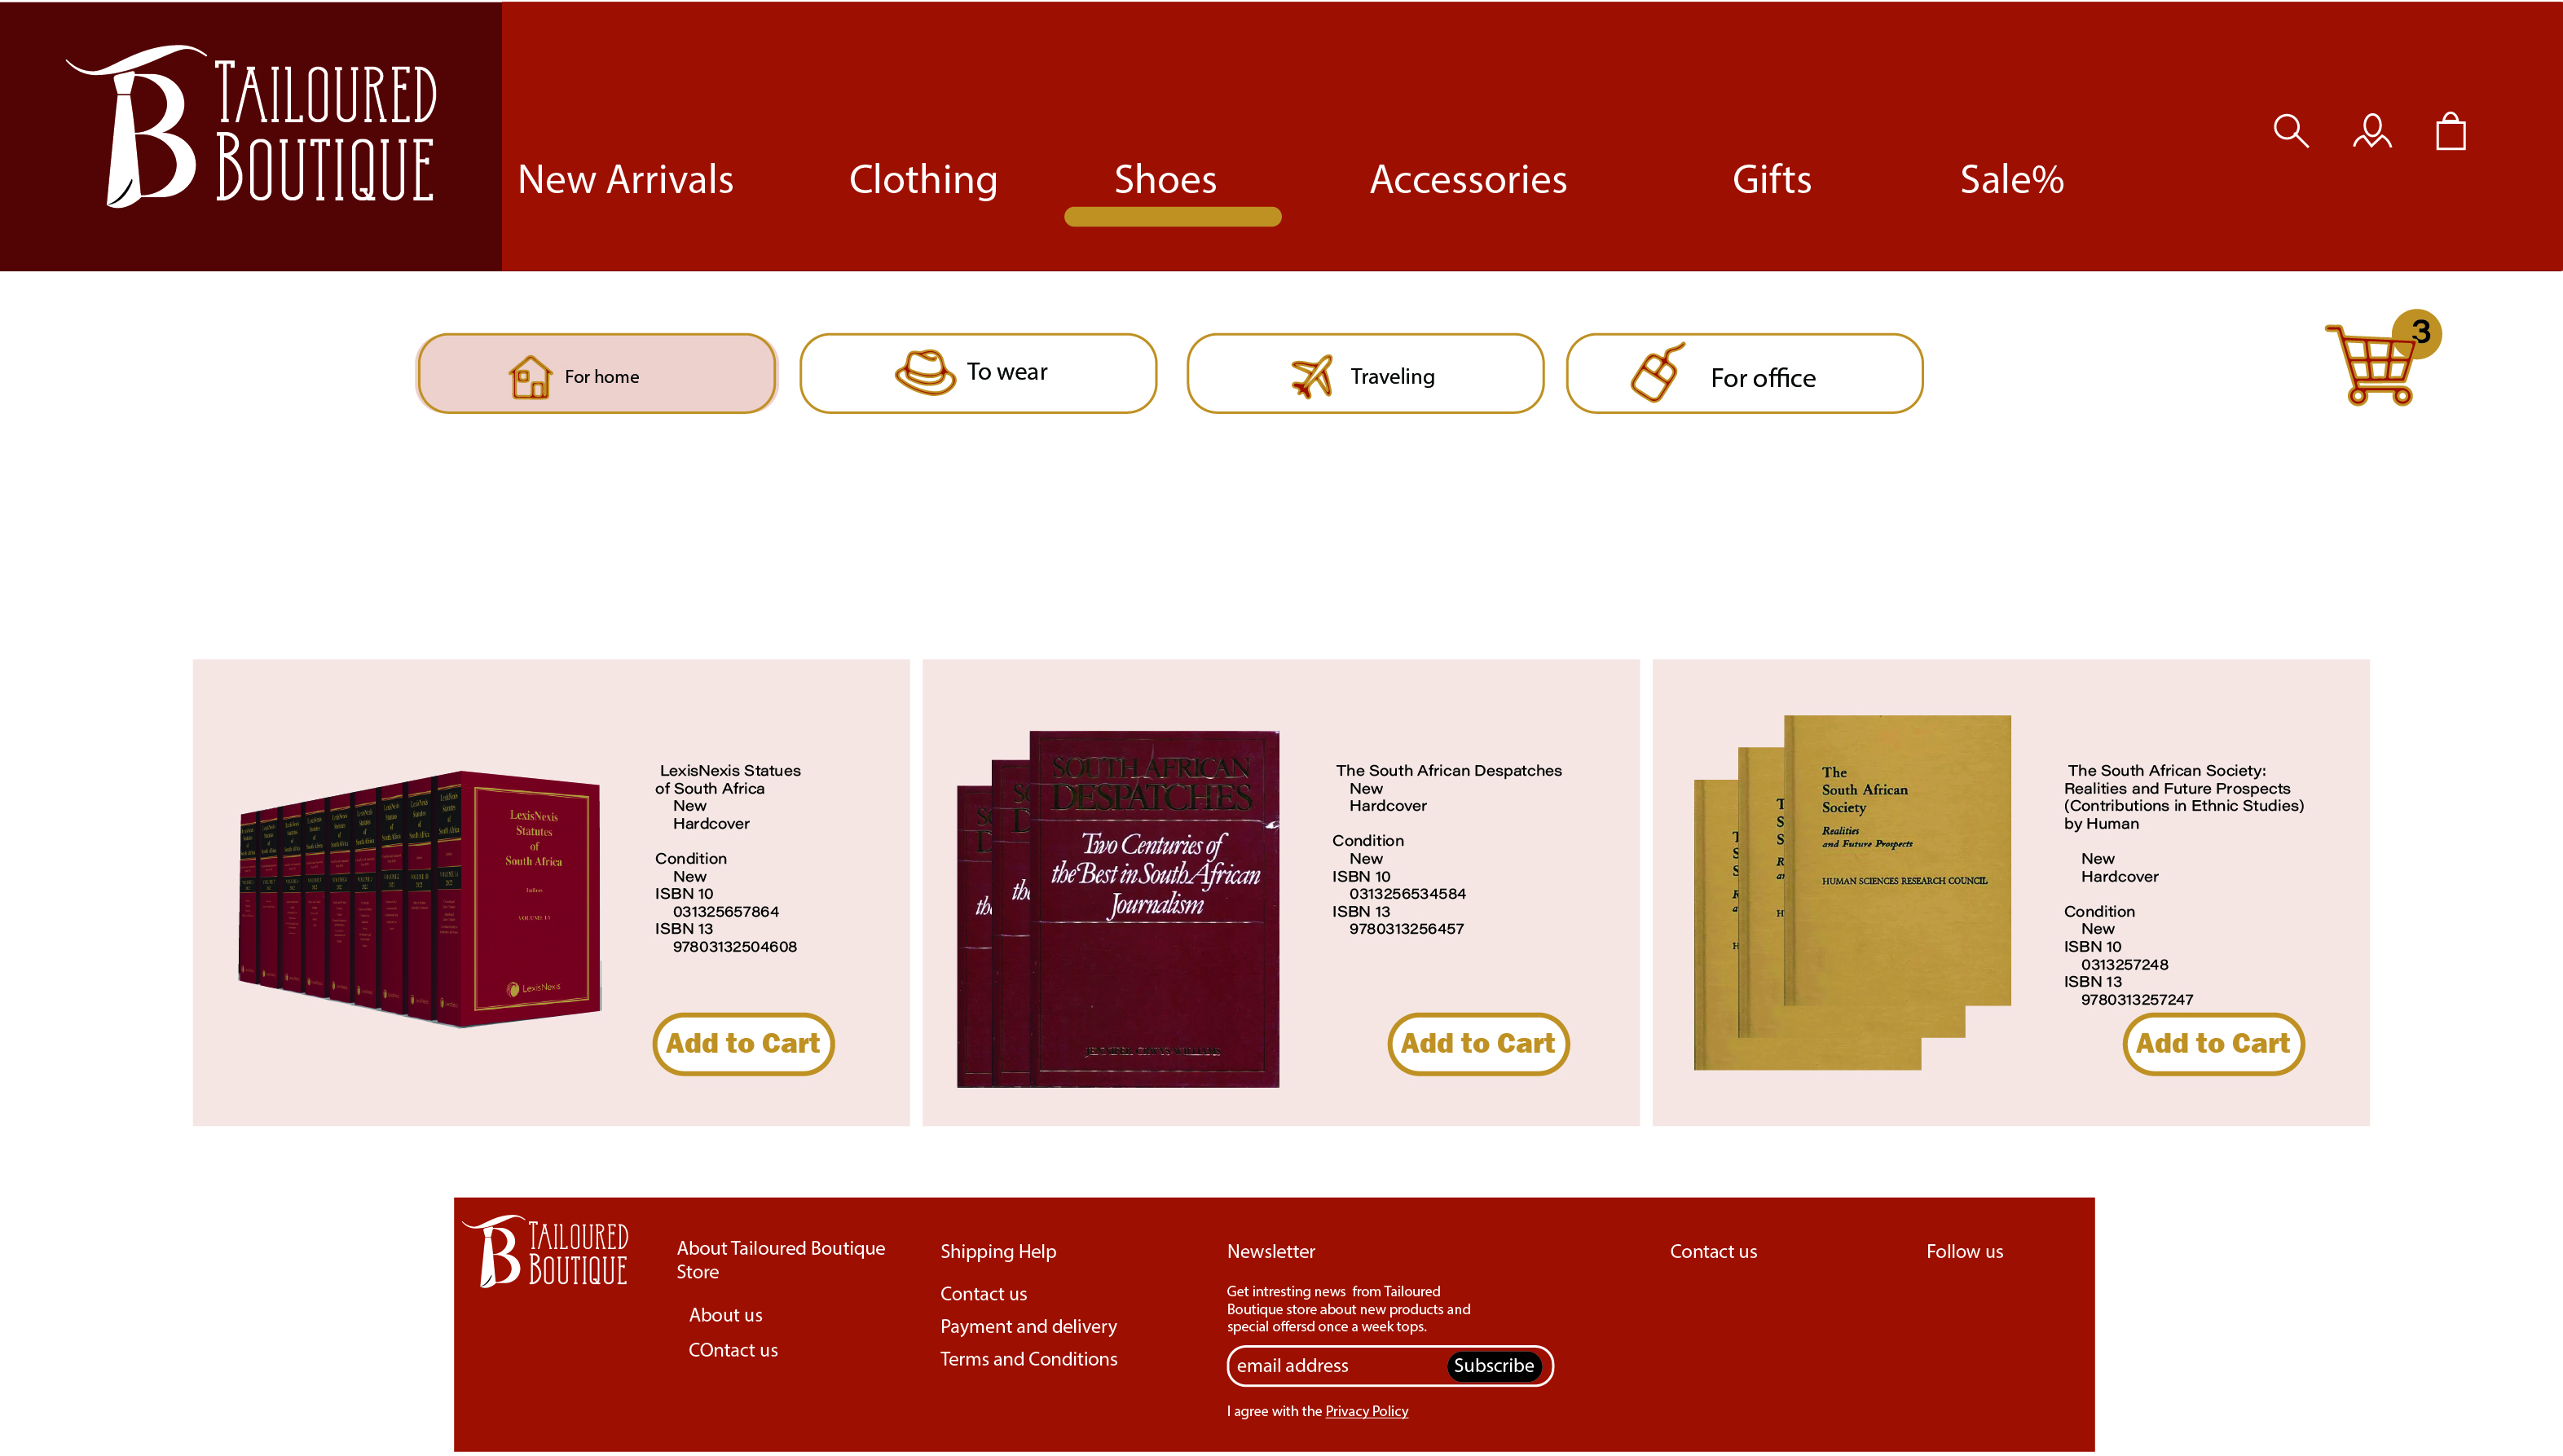 TAILOURED
BOUTIQUE
New Arrivals
Clothing
Shoes
Accessories
Gifts
Sale%
For home
To wear
Traveling
For office
3
LexisNexis
Statutes
of
South Africa
LexisNexis
LexisNexis Statues
of South Africa
New
Hardcover
Condition
New
ISBN 10
031325657864
ISBN 13
97803132504608
Add to Cart
SOUTH AFRICAN
DESPATCHES
Two Centuries of
the Best in South African
Journalism
The South African Despatches
New
Hardcover
Condition
New
ISBN 10
0313256534584
ISBN 13
9780313256457
Add to Cart
The
South African
Society
Realities
and Future Prospects
HUMAN SCIENCES RESEARCH COUNCIL
The South African Society:
Realities and Future Prospects
(Contributions in Ethnic Studies)
by Human
New
Hardcover
Condition
New
ISBN 10
0313257248
ISBN 13
9780313257247
Add to Cart
TAILOURED
BOUTIQUE
About Tailoured Boutique
Store
About us
COntact us
Shipping Help
Contact us
Payment and delivery
Terms and Conditions
Newsletter
Get intresting news from Tailoured
Boutique store about new products and
special offersd once a week tops.
email address
Subscribe
I agree with the Privacy Policy
Contact us
Follow us